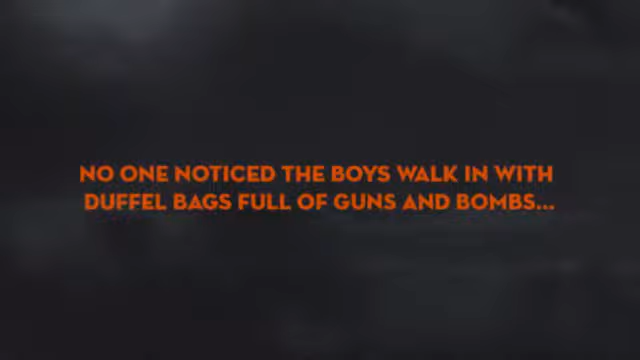 NO ONE NOTICED THE BOYS WALK IN WITH
DUFFEL BAGS FULL OF GUNS AND BOMBS...